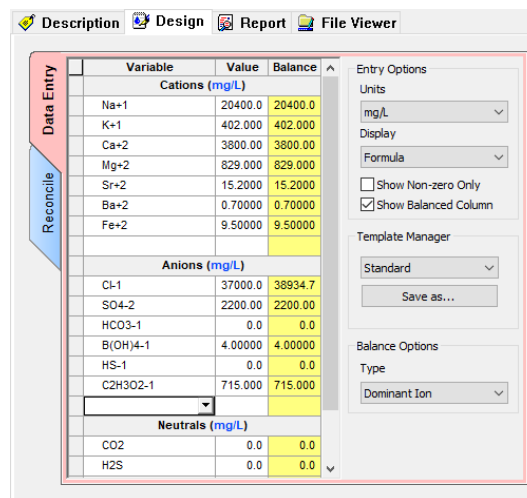 Description Design Report File Viewer
Data Entry
Reconcile
Variable Value Balance
Cations (mg/L)
Na+1 20400.0 20400.0
K+1 402.000 402.000
Ca+2 3800.00 3800.00
Mg+2 829.000 829.000
Sr+2 15.2000 15.2000
Ba+2 0.70000 0.70000
Fe+2 9.50000 9.50000
Anions (mg/L)
Cl-1 37000.0 38934.7
SO4-2 2200.00 2200.00
HCO3-1 0.0 0.0
B(OH)4-1 4.00000 4.00000
HS-1 0.0 0.0
C2H3O2-1 715.000 715.000
Neutrals (mg/L)
CO2 0.0 0.0
H2S 0.0 0.0
Entry Options
Units
mg/L
Display
Formula
Show Non-zero Only
Show Balanced Column
Template Manager
Standard
Save as...
Balance Options
Type
Dominant Ion